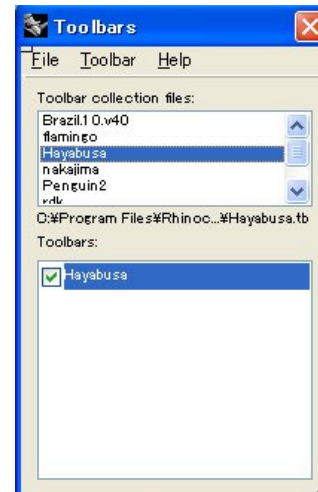 Toolbars
File Toolbar Help
Toolbar collection files:
Brazil.1 0.v40
flamingo
Hayabusa
nakajima
Penguin2
rdk
C:¥Program Files¥Rhinoc...¥Hayabusa.tb
Toolbars:
Hayabusa